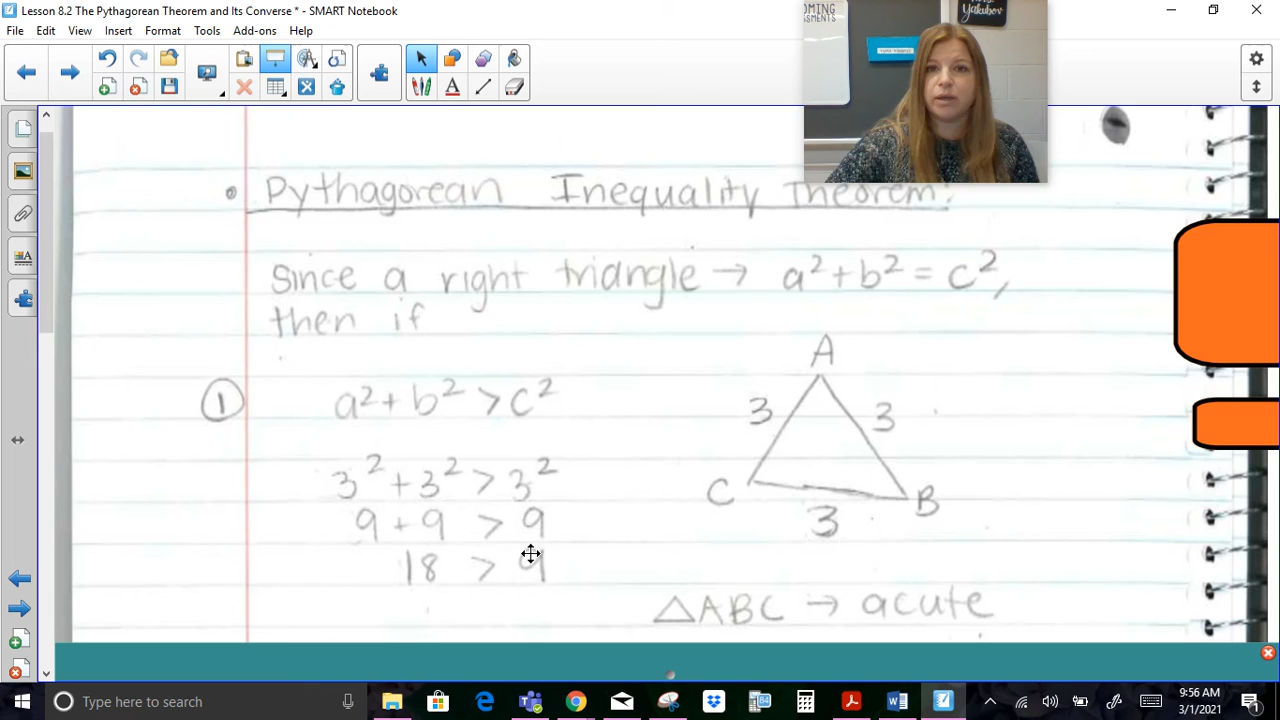 Lesson 8.2 The Pythagorean Theorem and Its Converse * - SMART Notebook
File Edit View Insert Format Tools Add-ons Help
COMING
ESSMENTS
Yakubov
• Pythagorean Inequality Theorem:
Since a right triangle → a² + b² = c²,
then if
① a² + b² > c²
A
3 3
3² + 3² > 3²
C B
9 + 9 > 9
3
18 > 9
△ABC → acute
Type here to search
9:56 AM
3/1/2021